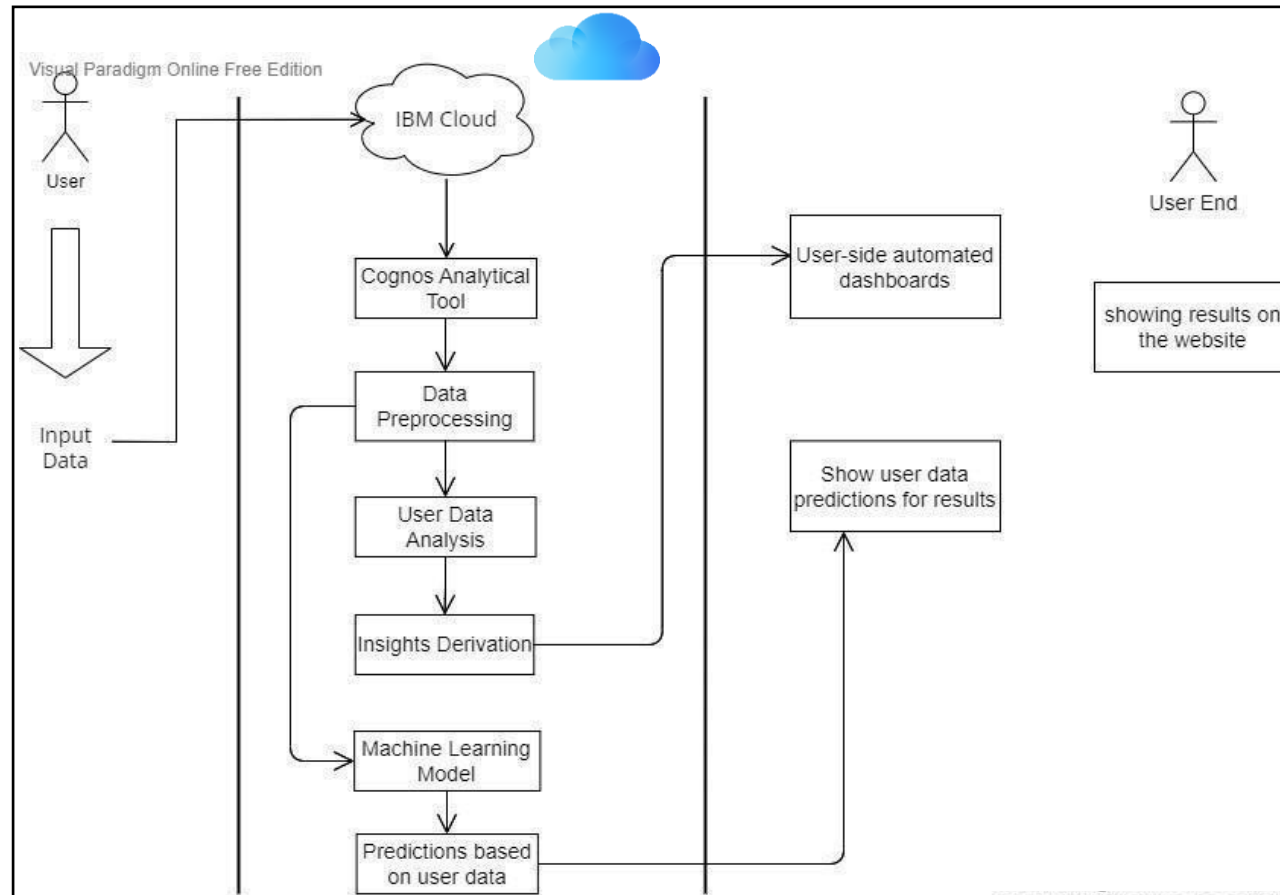 Visual Paradigm Online Free Edition
User
Input
Data
IBM Cloud
Cognos Analytical
Tool
Data
Preprocessing
User Data
Analysis
Insights Derivation
Machine Learning
Model
Predictions based
on user data
User-side automated
dashboards
Show user data
predictions for results
User End
showing results on
the website